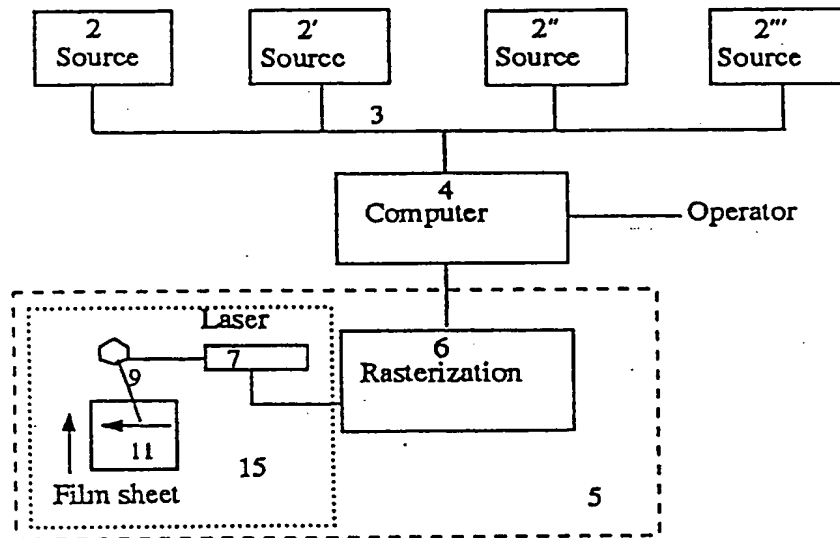 2
Source
2'
Source
2"
Source
2"'
Source
3
4
Computer
Operator
Laser
7
6
Rasterization
9
11
15
Film sheet
5